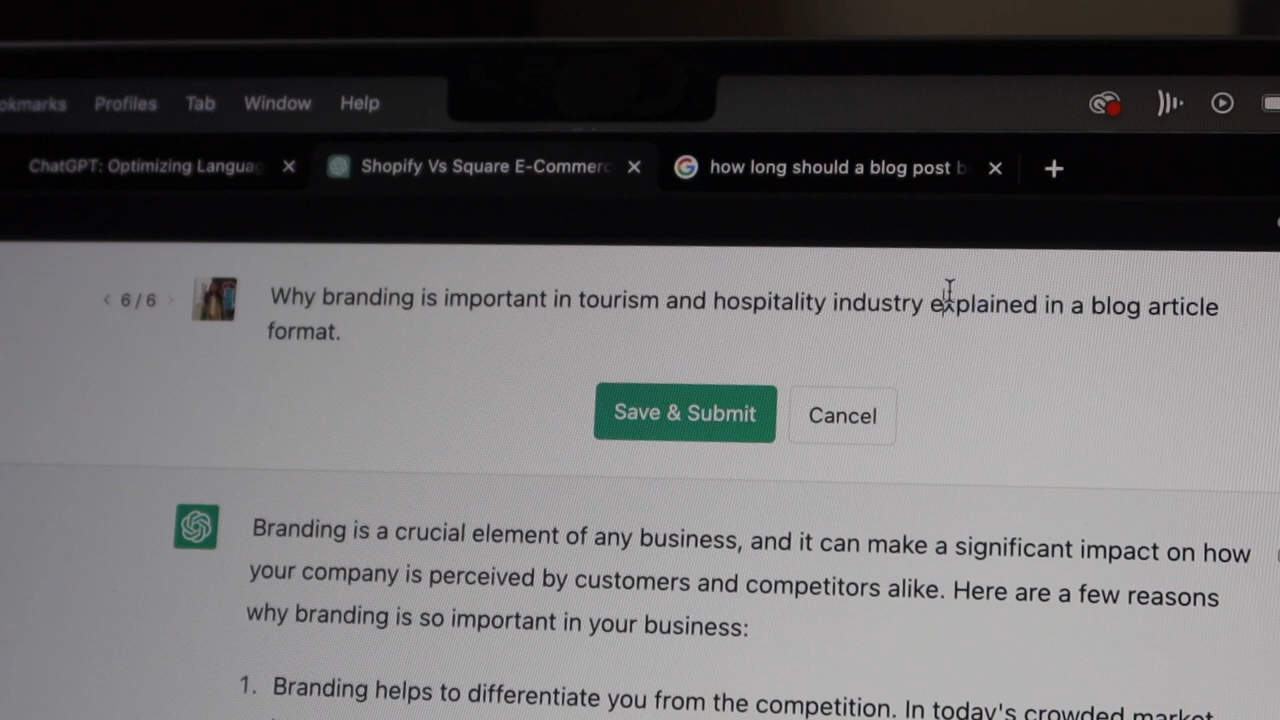 okmarks Profiles Tab Window Help
ChatGPT: Optimizing Langua
Shopify Vs Square E-Commerc
how long should a blog post b
6 / 6
Why branding is important in tourism and hospitality industry explained in a blog article
format.
Save & Submit
Cancel
Branding is a crucial element of any business, and it can make a significant impact on how
your company is perceived by customers and competitors alike. Here are a few reasons
why branding is so important in your business:
1. Branding helps to differentiate you from the competition. In today's crowded market